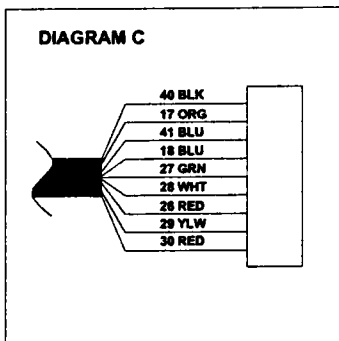 DIAGRAM C
40 BLK
17 ORG
41 BLU
18 BLU
27 GRN
28 WHT
26 RED
29 YLW
30 RED